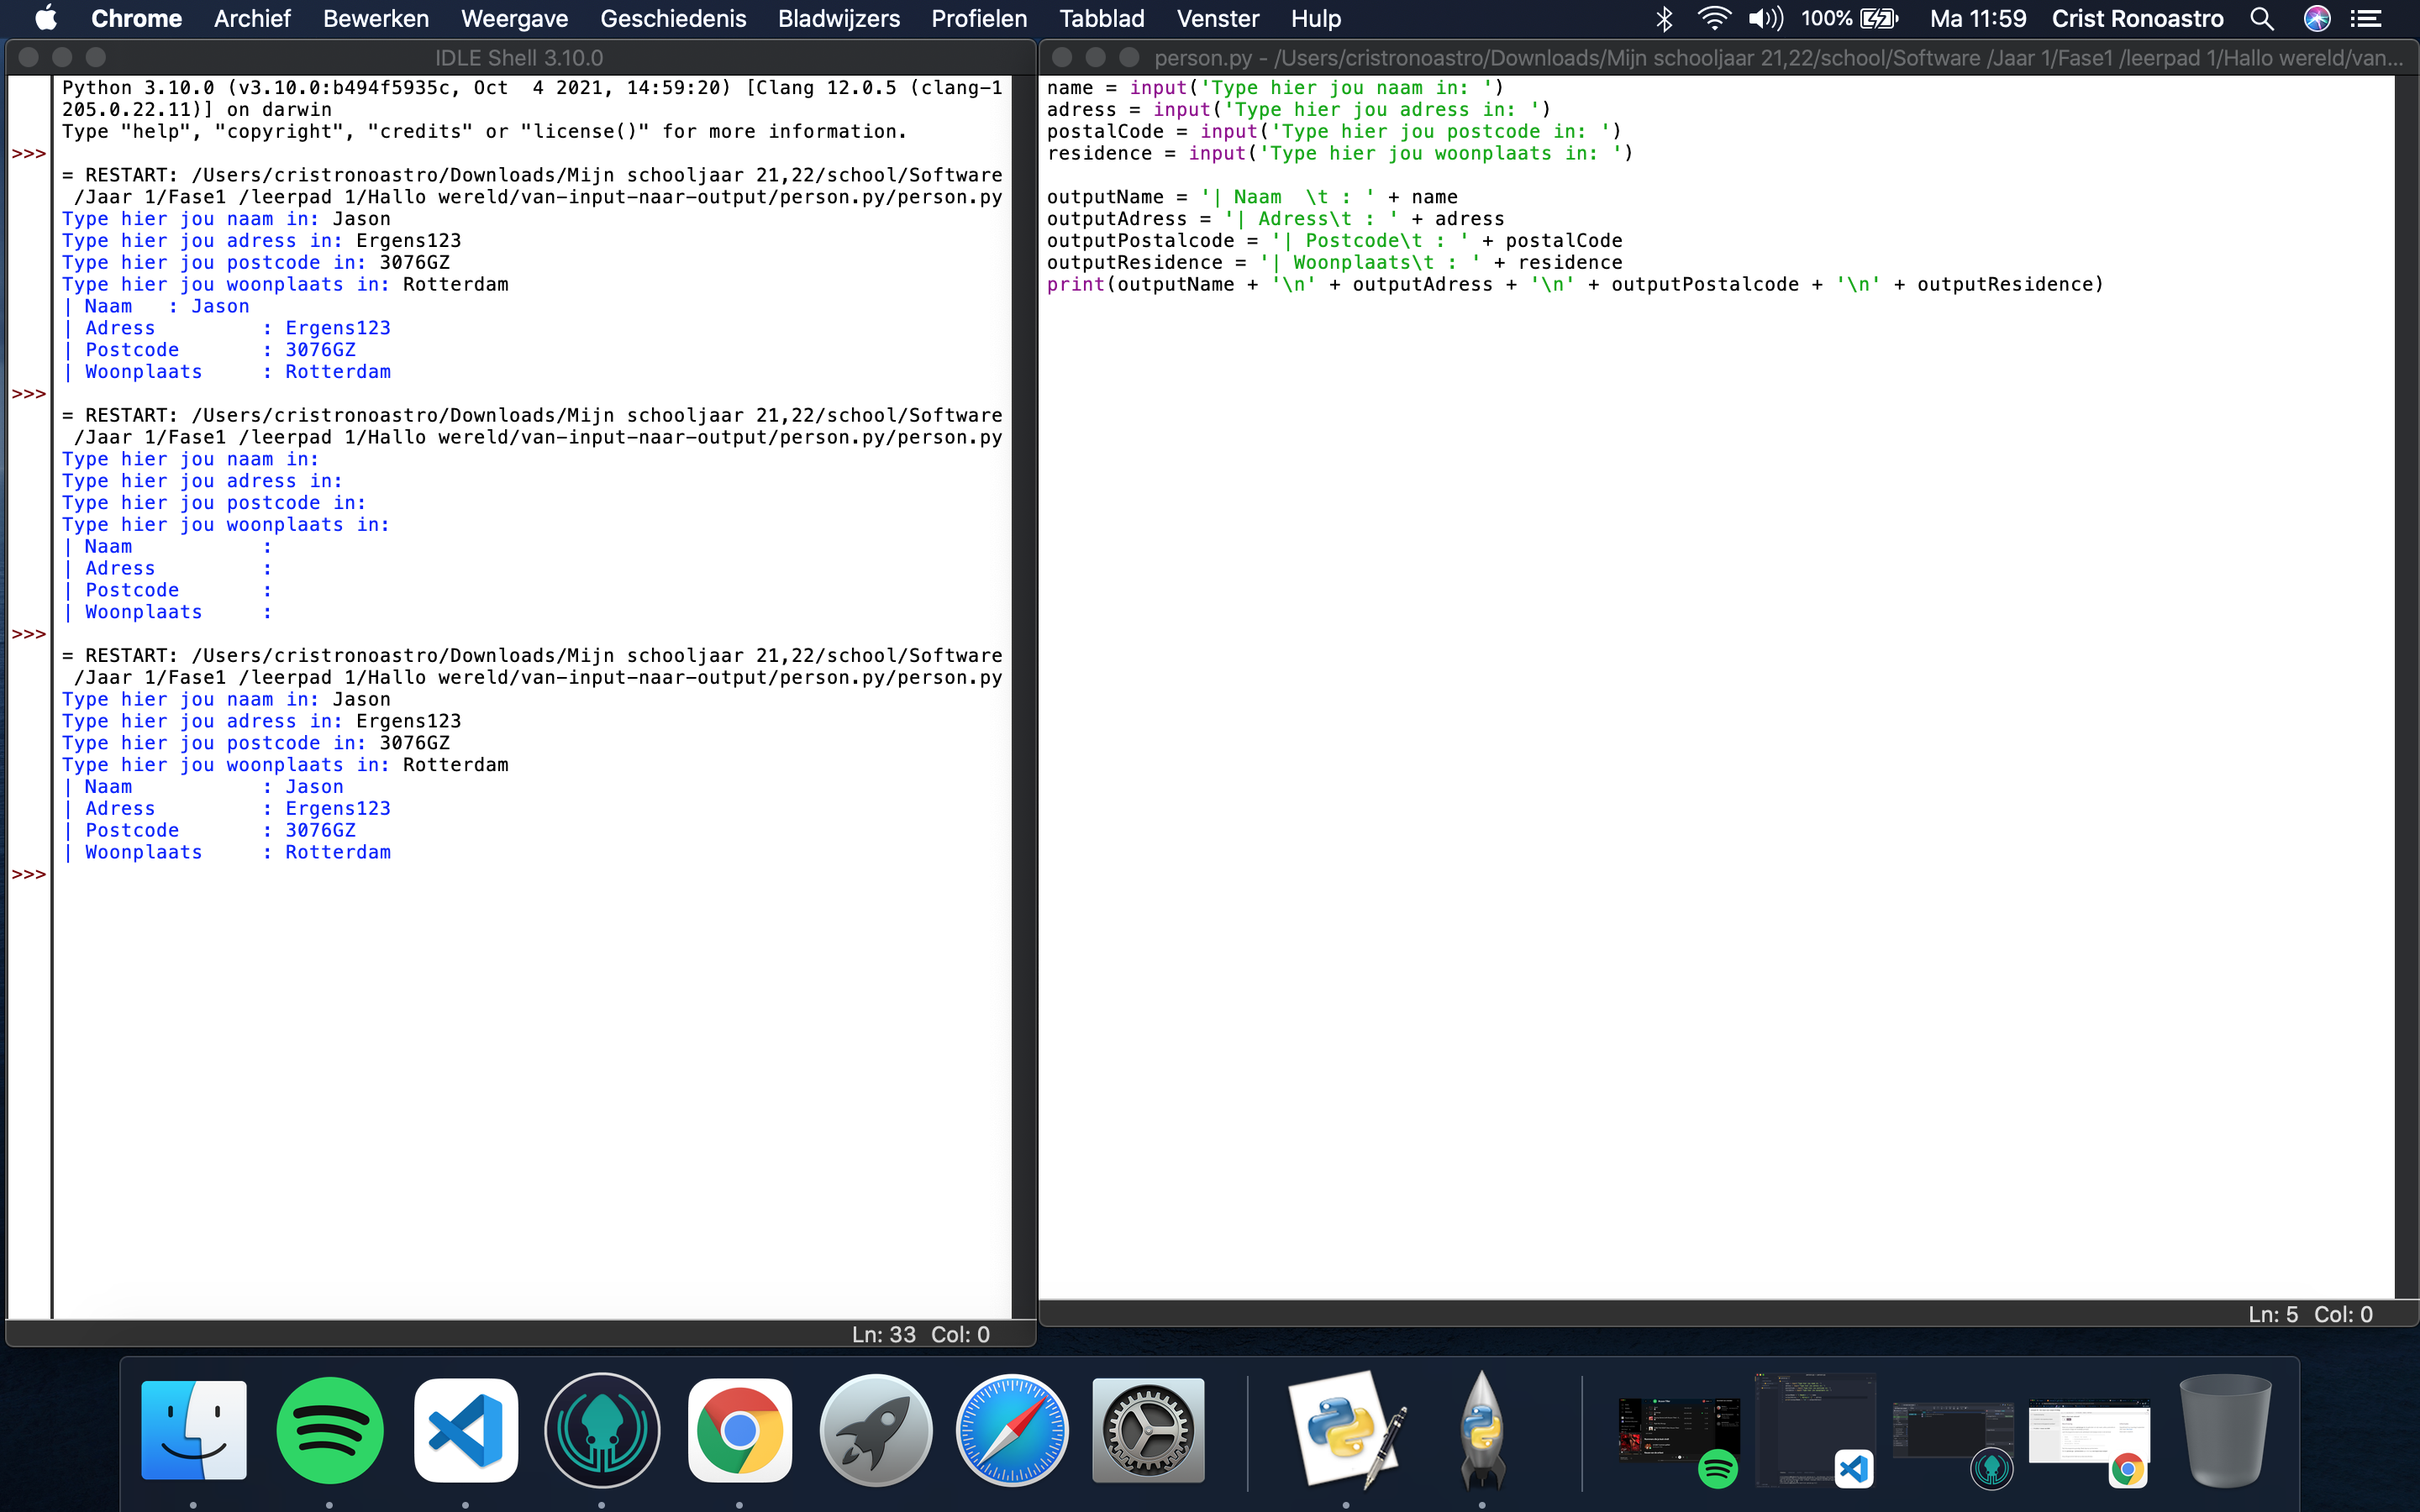 Chrome Archief Bewerken Weergave Geschiedenis Bladwijzers Profielen Tabblad Venster Hulp 100% Ma 11:59 Crist Ronoastro
IDLE Shell 3.10.0
Python 3.10.0 (v3.10.0:b494f5935c, Oct  4 2021, 14:59:20) [Clang 12.0.5 (clang-1
205.0.22.11)] on darwin
Type "help", "copyright", "credits" or "license()" for more information.
>>>
= RESTART: /Users/cristronoastro/Downloads/Mijn schooljaar 21,22/school/Software
/Jaar 1/Fase1 /leerpad 1/Hallo wereld/van-input-naar-output/person.py/person.py
Type hier jou naam in: Jason
Type hier jou adress in: Ergens123
Type hier jou postcode in: 3076GZ
Type hier jou woonplaats in: Rotterdam
| Naam   : Jason
| Adress         : Ergens123
| Postcode       : 3076GZ
| Woonplaats     : Rotterdam
>>>
= RESTART: /Users/cristronoastro/Downloads/Mijn schooljaar 21,22/school/Software
/Jaar 1/Fase1 /leerpad 1/Hallo wereld/van-input-naar-output/person.py/person.py
Type hier jou naam in:
Type hier jou adress in:
Type hier jou postcode in:
Type hier jou woonplaats in:
| Naam           :
| Adress         :
| Postcode       :
| Woonplaats     :
>>>
= RESTART: /Users/cristronoastro/Downloads/Mijn schooljaar 21,22/school/Software
/Jaar 1/Fase1 /leerpad 1/Hallo wereld/van-input-naar-output/person.py/person.py
Type hier jou naam in: Jason
Type hier jou adress in: Ergens123
Type hier jou postcode in: 3076GZ
Type hier jou woonplaats in: Rotterdam
| Naam           : Jason
| Adress         : Ergens123
| Postcode       : 3076GZ
| Woonplaats     : Rotterdam
>>>
Ln: 33 Col: 0
person.py - /Users/cristronoastro/Downloads/Mijn schooljaar 21,22/school/Software /Jaar 1/Fase1 /leerpad 1/Hallo wereld/van...
name = input('Type hier jou naam in: ')
adress = input('Type hier jou adress in: ')
postalCode = input('Type hier jou postcode in: ')
residence = input('Type hier jou woonplaats in: ')
outputName = '| Naam  \t : ' + name
outputAdress = '| Adress\t : ' + adress
outputPostalcode = '| Postcode\t : ' + postalCode
outputResidence = '| Woonplaats\t : ' + residence
print(outputName + '\n' + outputAdress + '\n' + outputPostalcode + '\n' + outputResidence)
Ln: 5 Col: 0